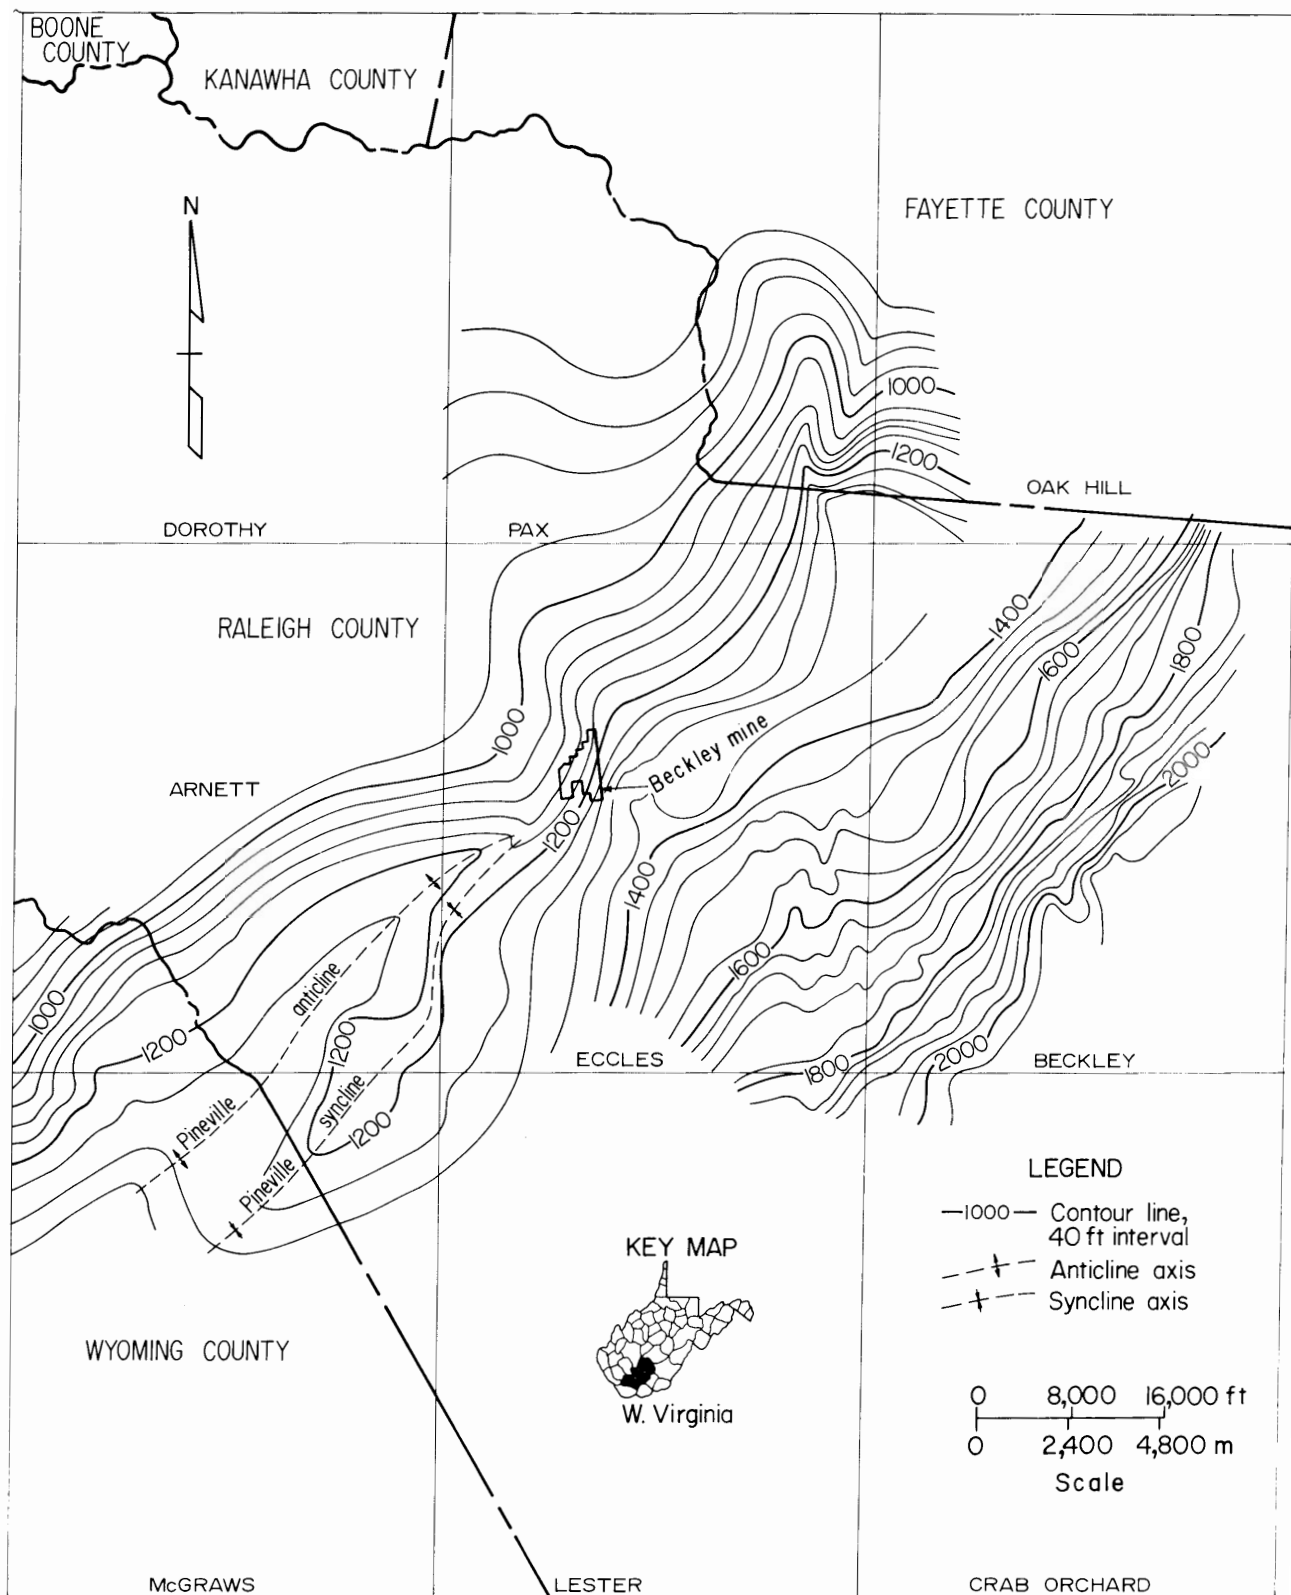 BOONE
COUNTY
KANAWHA COUNTY
N
FAYETTE COUNTY
1000
1200
OAK HILL
DOROTHY
PAX
RALEIGH COUNTY
1400
1600
1800
1000
Beckley mine
2000
ARNETT
1200
1400
1600
anticline
1000
1200
1200
ECCLES
1800
2000
BECKLEY
syncline
Pineville
1200
Pineville
LEGEND
1000 Contour line,
40 ft interval
Anticline axis
Syncline axis
KEY MAP
W. Virginia
WYOMING COUNTY
0 8,000 16,000 ft
0 2,400 4,800 m
Scale
McGRAWS
LESTER
CRAB ORCHARD